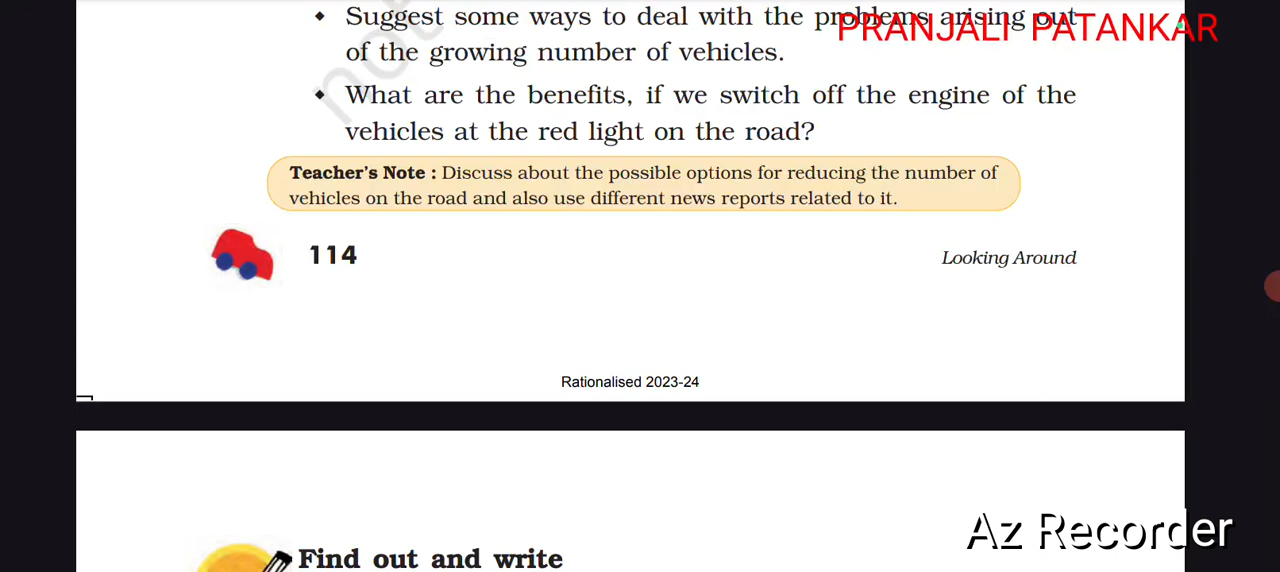 PRANJALI PATANKAR
◆ Suggest some ways to deal with the problems arising out
of the growing number of vehicles.
◆ What are the benefits, if we switch off the engine of the
vehicles at the red light on the road?
Teacher's Note : Discuss about the possible options for reducing the number of
vehicles on the road and also use different news reports related to it.
114
Looking Around
Rationalised 2023-24
Az Recorder
Find out and write